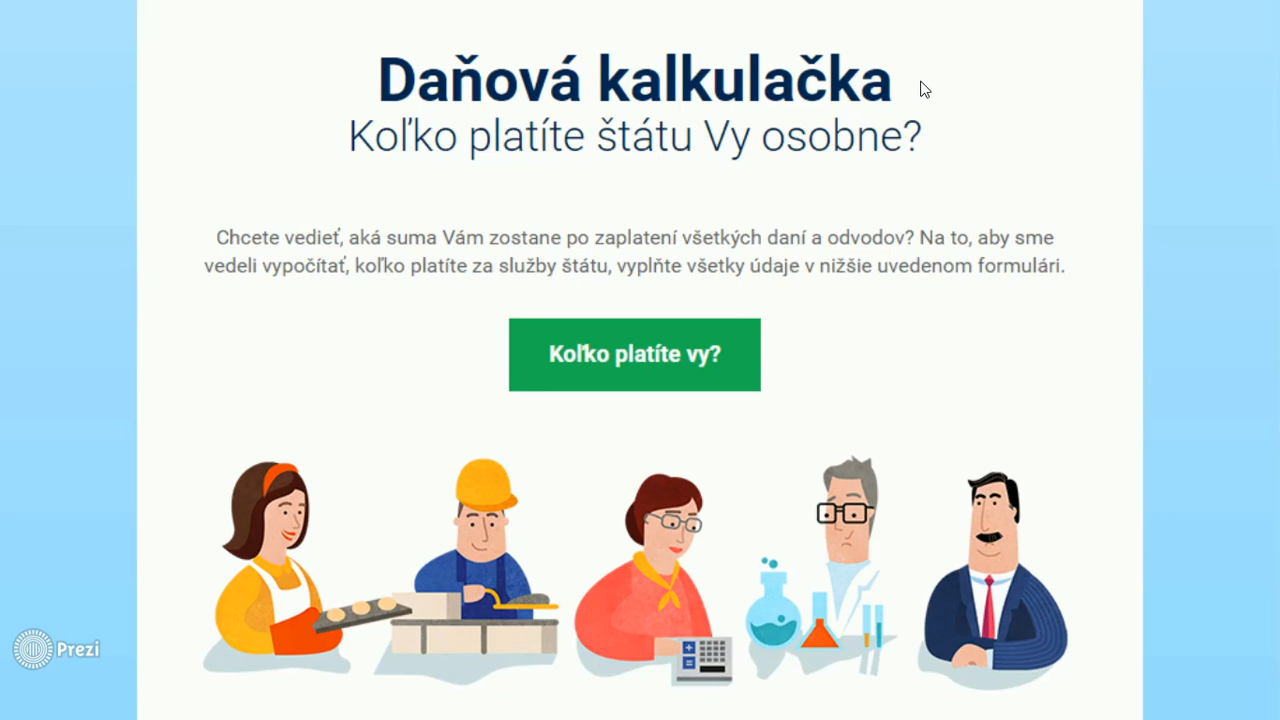 Daňová kalkulačka
Koľko platíte štátu Vy osobne?
Chcete vedieť, aká suma Vám zostane po zaplatení všetkých daní a odvodov? Na to, aby sme
vedeli vypočítať, koľko platíte za služby štátu, vyplňte všetky údaje v nižšie uvedenom formulári.
Koľko platíte vy?
Prezi